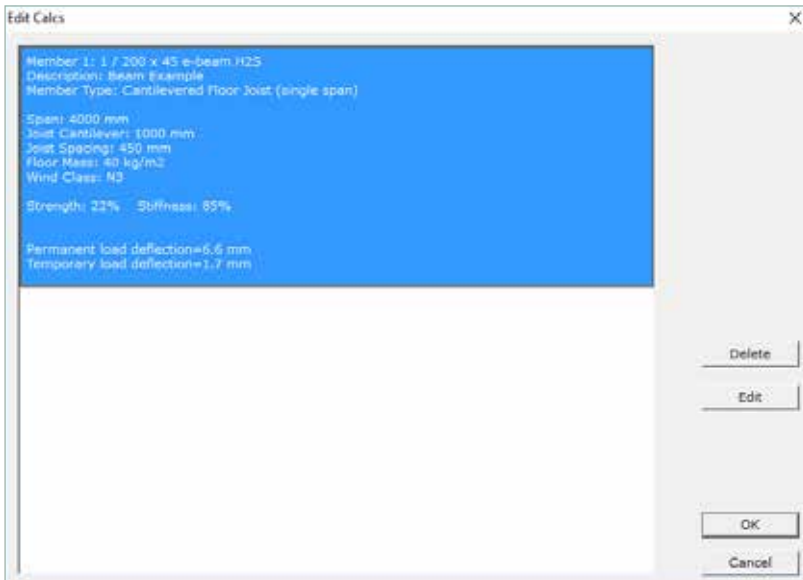 Edit Calcs
Member 1: 1 / 200 x 45 e-beam H2S
Description: Beam Example
Member Type: Cantilevered Floor Joist (single span)
Span: 4000 mm
Joist Cantilever: 1000 mm
Joist Spacing: 450 mm
Floor Mass: 40 kg/m2
Wind Class: N3
Strength: 22% Stiffness: 85%
Permanent load deflection=6.6 mm
Temporary load deflection=1.7 mm
Delete
Edit
OK
Cancel